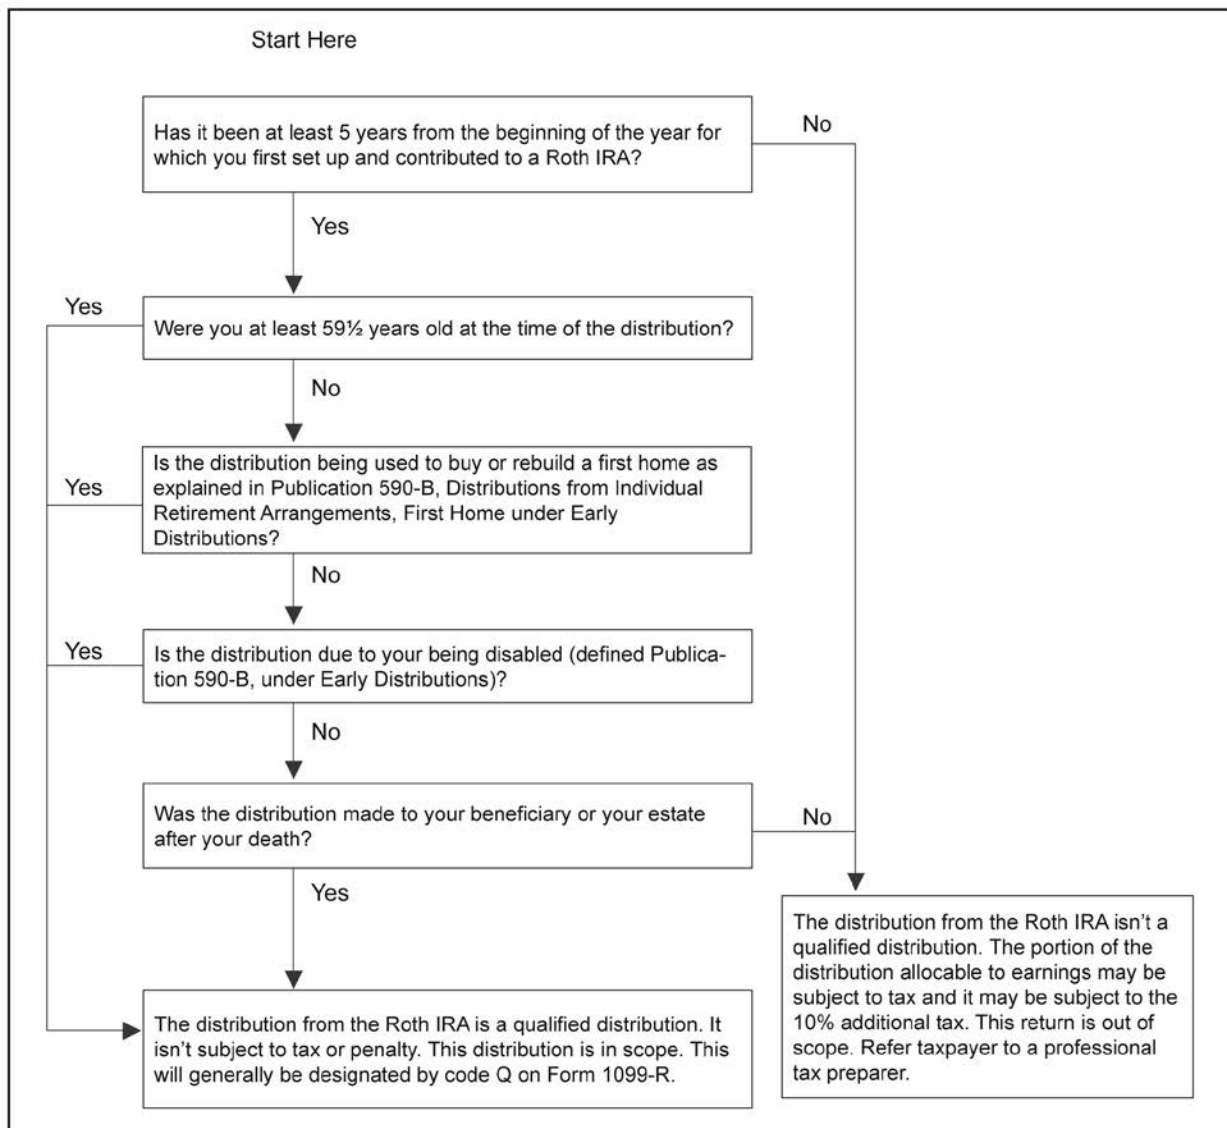 Start Here
Has it been at least 5 years from the beginning of the year for
which you first set up and contributed to a Roth IRA?
No
Yes
Yes
Were you at least 59½ years old at the time of the distribution?
No
Yes
Is the distribution being used to buy or rebuild a first home as
explained in Publication 590-B, Distributions from Individual
Retirement Arrangements, First Home under Early
Distributions?
No
Yes
Is the distribution due to your being disabled (defined Publica-
tion 590-B, under Early Distributions)?
No
Was the distribution made to your beneficiary or your estate
after your death?
No
Yes
The distribution from the Roth IRA isn't a
qualified distribution. The portion of the
distribution allocable to earnings may be
subject to tax and it may be subject to the
10% additional tax. This return is out of
scope. Refer taxpayer to a professional
tax preparer.
The distribution from the Roth IRA is a qualified distribution. It
isn't subject to tax or penalty. This distribution is in scope. This
will generally be designated by code Q on Form 1099-R.